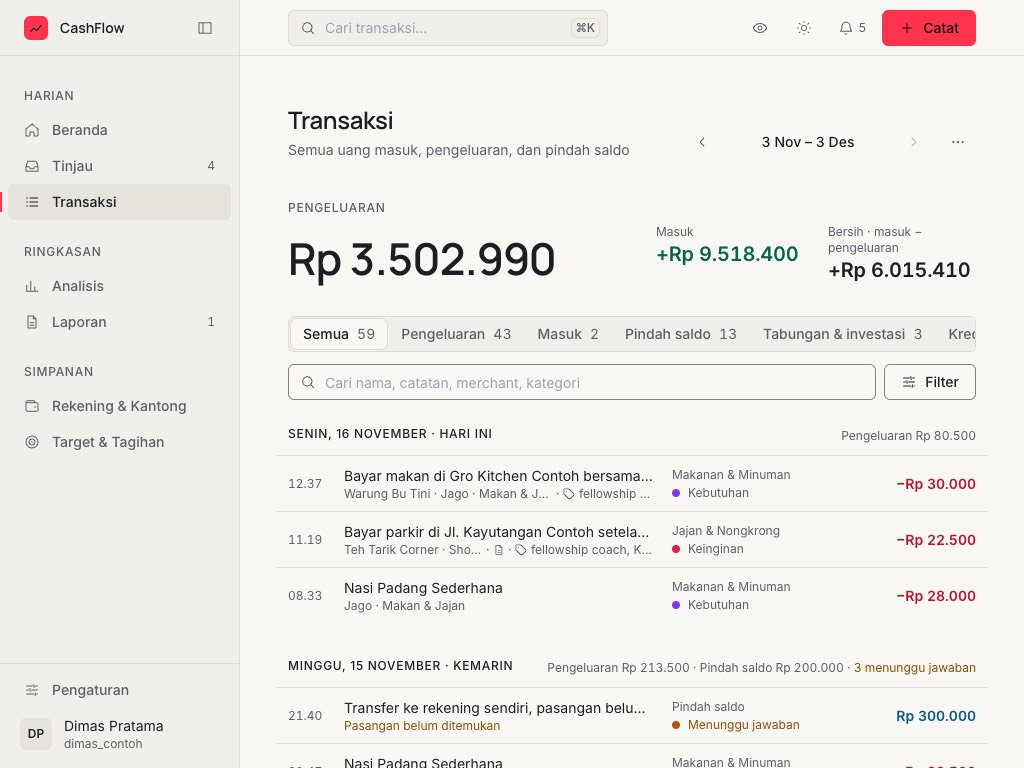 CashFlow
Cari transaksi...
⌘K
5
Catat
HARIAN
Beranda
Tinjau 4
Transaksi
RINGKASAN
Analisis
Laporan 1
SIMPANAN
Rekening & Kantong
Target & Tagihan
Pengaturan
DP
Dimas Pratama
dimas_contoh
Transaksi
Semua uang masuk, pengeluaran, dan pindah saldo
3 Nov – 3 Des
PENGELUARAN
Rp 3.502.990
Masuk
+Rp 9.518.400
Bersih · masuk −
pengeluaran
+Rp 6.015.410
Semua 59 Pengeluaran 43 Masuk 2 Pindah saldo 13 Tabungan & investasi 3
Cari nama, catatan, merchant, kategori
Filter
SENIN, 16 NOVEMBER · HARI INI Pengeluaran Rp 80.500
12.37
Bayar makan di Gro Kitchen Contoh bersama...
Warung Bu Tini · Jago · Makan & J... · fellowship ...
Makanan & Minuman
Kebutuhan
−Rp 30.000
11.19
Bayar parkir di Jl. Kayutangan Contoh setela...
Teh Tarik Corner · Sho... · · fellowship coach, K...
Jajan & Nongkrong
Keinginan
−Rp 22.500
08.33
Nasi Padang Sederhana
Jago · Makan & Jajan
Makanan & Minuman
Kebutuhan
−Rp 28.000
MINGGU, 15 NOVEMBER · KEMARIN Pengeluaran Rp 213.500 · Pindah saldo Rp 200.000 · 3 menunggu jawaban
21.40
Transfer ke rekening sendiri, pasangan belu...
Pasangan belum ditemukan
Pindah saldo
Menunggu jawaban
Rp 300.000
Nasi Padang Sederhana
Makanan & Minuman